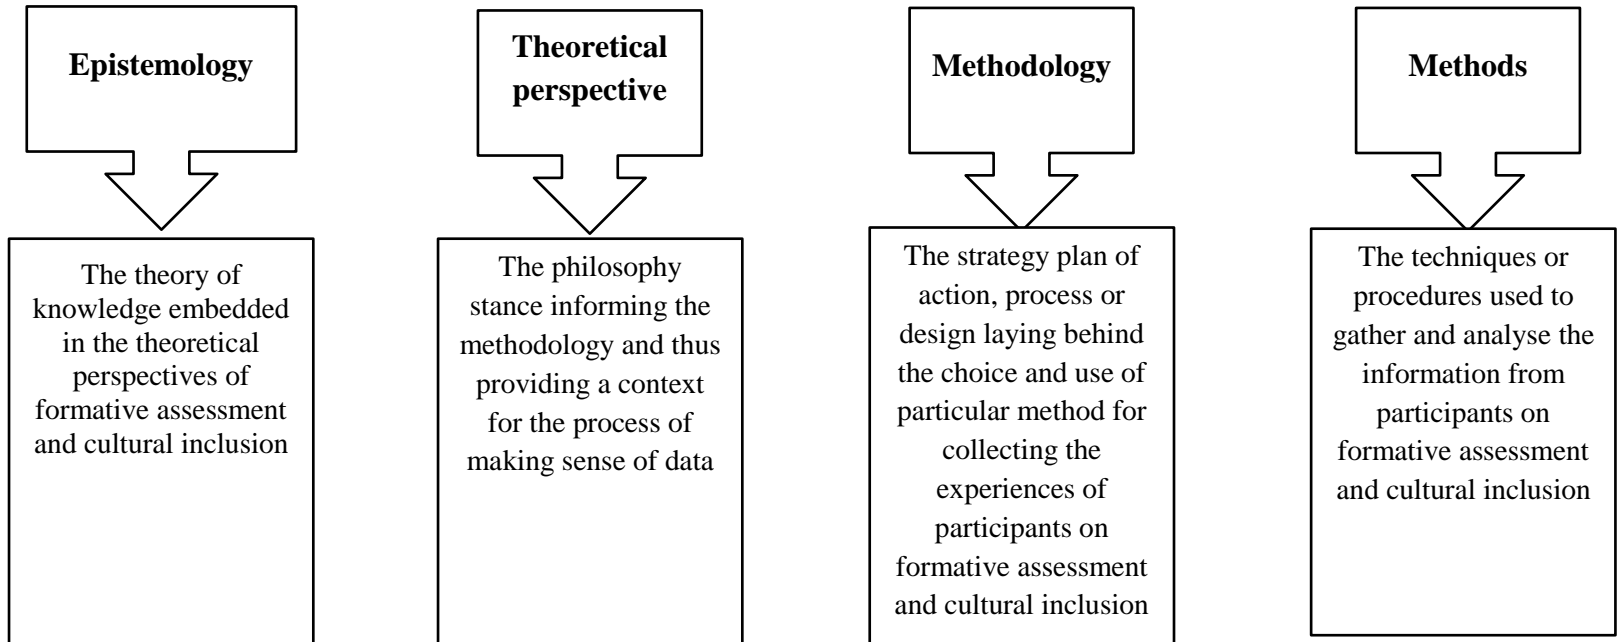 Epistemology
The theory of
knowledge embedded
in the theoretical
perspectives of
formative assessment
and cultural inclusion
Theoretical
perspective
The philosophy
stance informing the
methodology and thus
providing a context
for the process of
making sense of data
Methodology
The strategy plan of
action, process or
design laying behind
the choice and use of
particular method for
collecting the
experiences of
participants on
formative assessment
and cultural inclusion
Methods
The techniques or
procedures used to
gather and analyse the
information from
participants on
formative assessment
and cultural inclusion